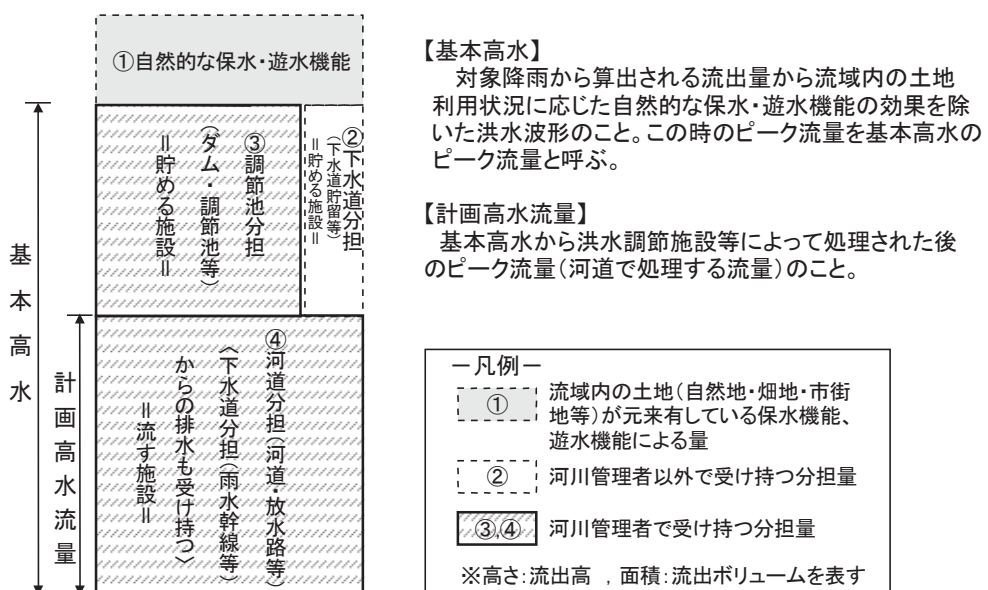 ①自然的な保水・遊水機能
基本高水
計画高水流量
②下水道分担
(下水道貯留等)
=貯める施設=
③調節池分担
(ダム・調節池等)
=貯める施設=
④河道分担(河道・放水路等)
〈下水道分担(雨水幹線等)
からの排水も受け持つ〉
=流す施設=
【基本高水】
対象降雨から算出される流出量から流域内の土地
利用状況に応じた自然的な保水・遊水機能の効果を除
いた洪水波形のこと。この時のピーク流量を基本高水の
ピーク流量と呼ぶ。
【計画高水流量】
基本高水から洪水調節施設等によって処理された後
のピーク流量(河道で処理する流量)のこと。
-凡例-
① 流域内の土地(自然地・畑地・市街
地等)が元来有している保水機能、
遊水機能による量
② 河川管理者以外で受け持つ分担量
③,④ 河川管理者で受け持つ分担量
※高さ:流出高 ,面積:流出ボリュームを表す